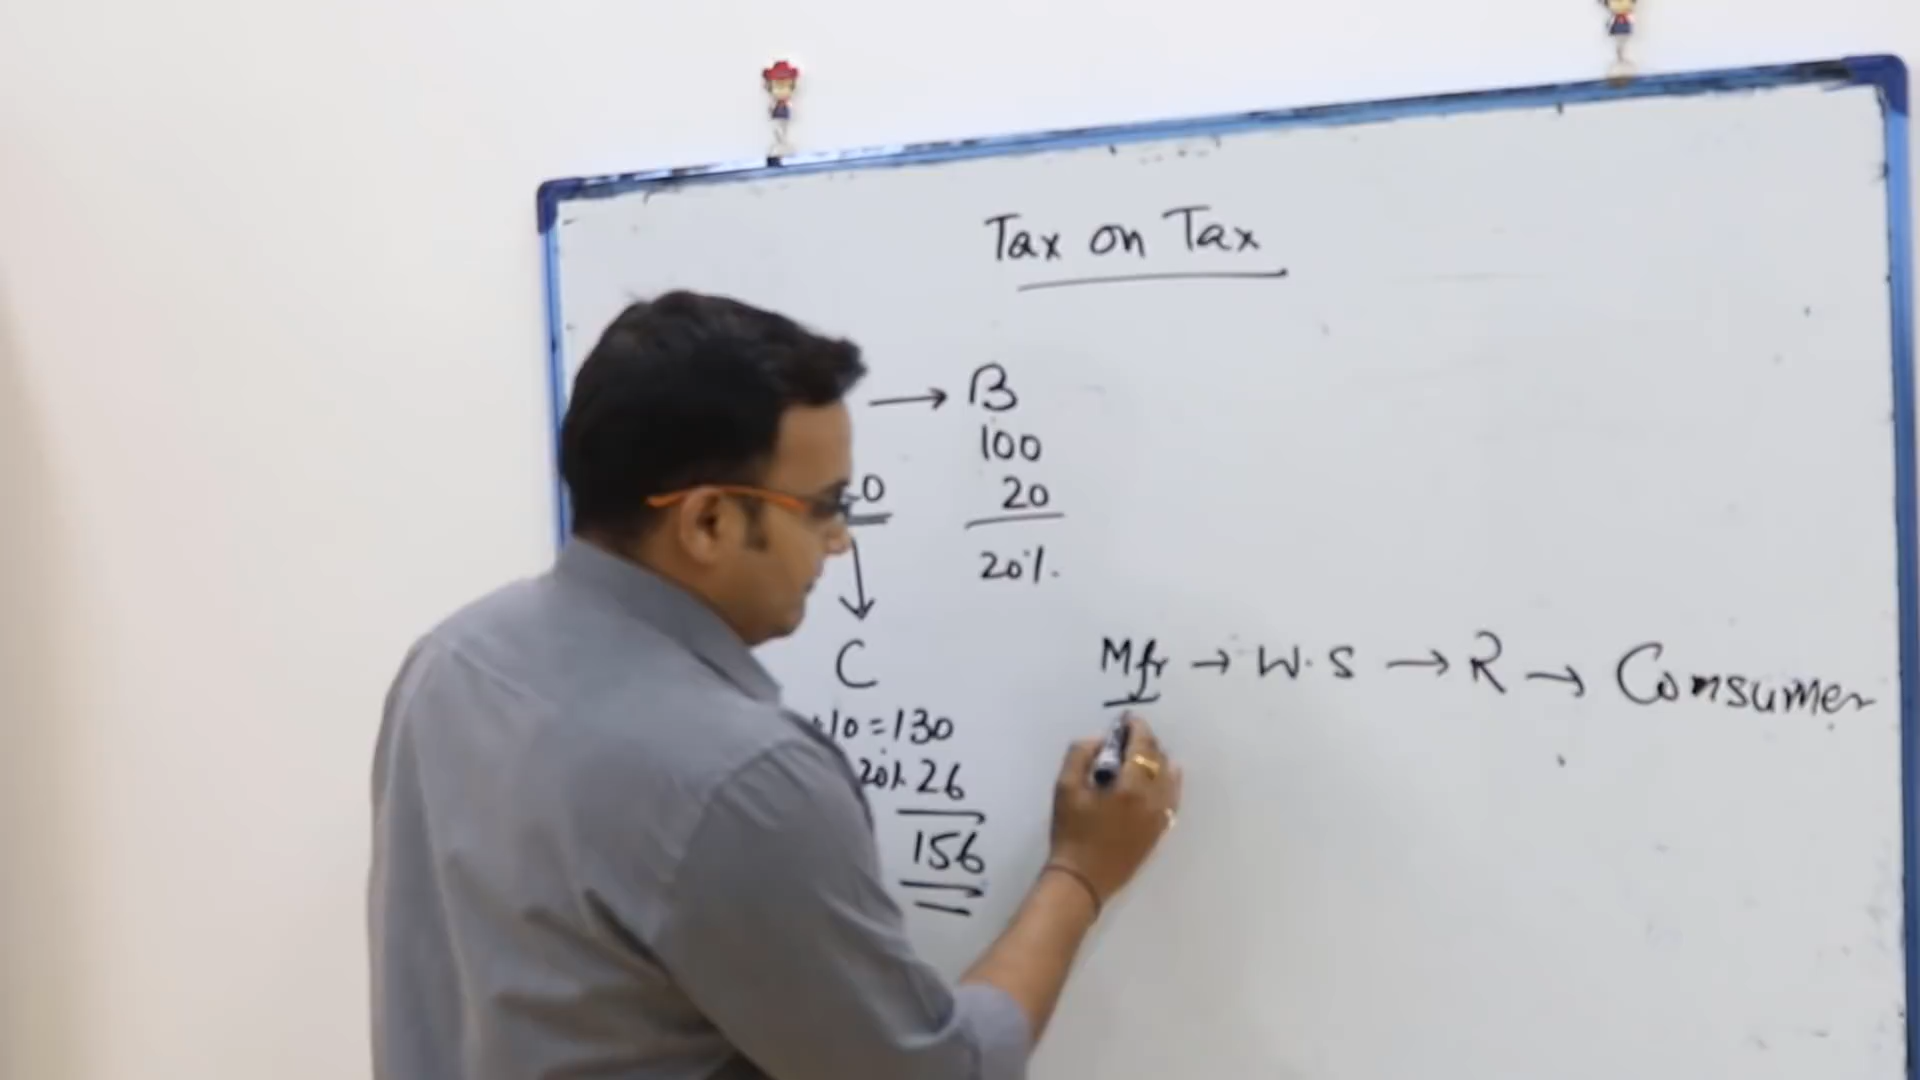 Tax on Tax
→ B
100
20
20%.
C
+10 = 130
20%. 26
156
Mfr → W.S → R → Consumer